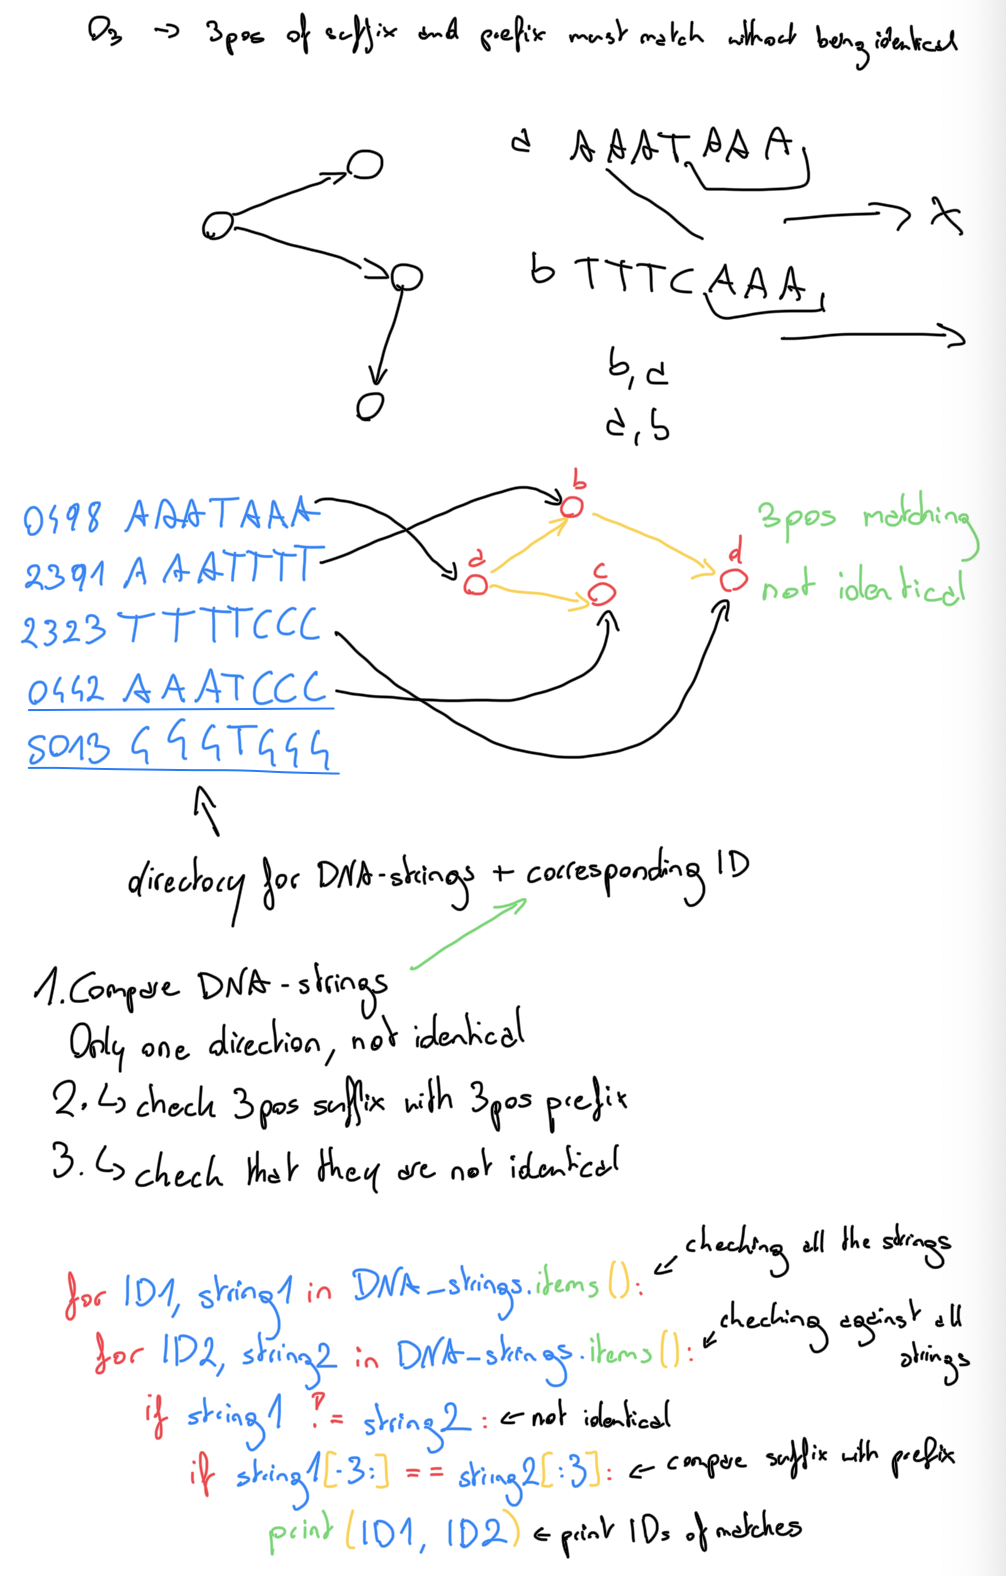 O3 → 3pos of suffix and prefix must match without being identical
a AAATAAA
→ X
b TTTCAAA
→
b, a
a, b
b
0498 AAATAAA
3pos matching
a
d
2391 AAATTTT
c
not identical
2323 TTTTCCC
0442 AAATCCC
5013 GGGTGGG
directory for DNA-strings + corresponding ID
1. Compare DNA-strings
Only one direction, not identical
2. ↳ check 3pos suffix with 3pos prefix
3. ↳ check that they are not identical
checking all the strings
for ID1, string1 in DNA_strings.items():
checking against all
strings
for ID2, string2 in DNA-strings.items():
if string1 != string2: ← not identical
if string1[-3:] == string2[:3]: ← compare suffix with prefix
print (ID1, ID2) ← print IDs of matches